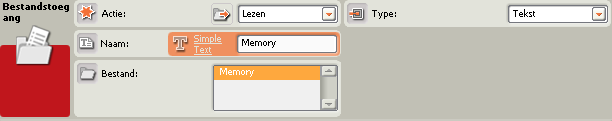 Bestandstoeg
ang
Actie:
Lezen
Type:
Tekst
Naam:
Simple
Text
Memory
Bestand:
Memory